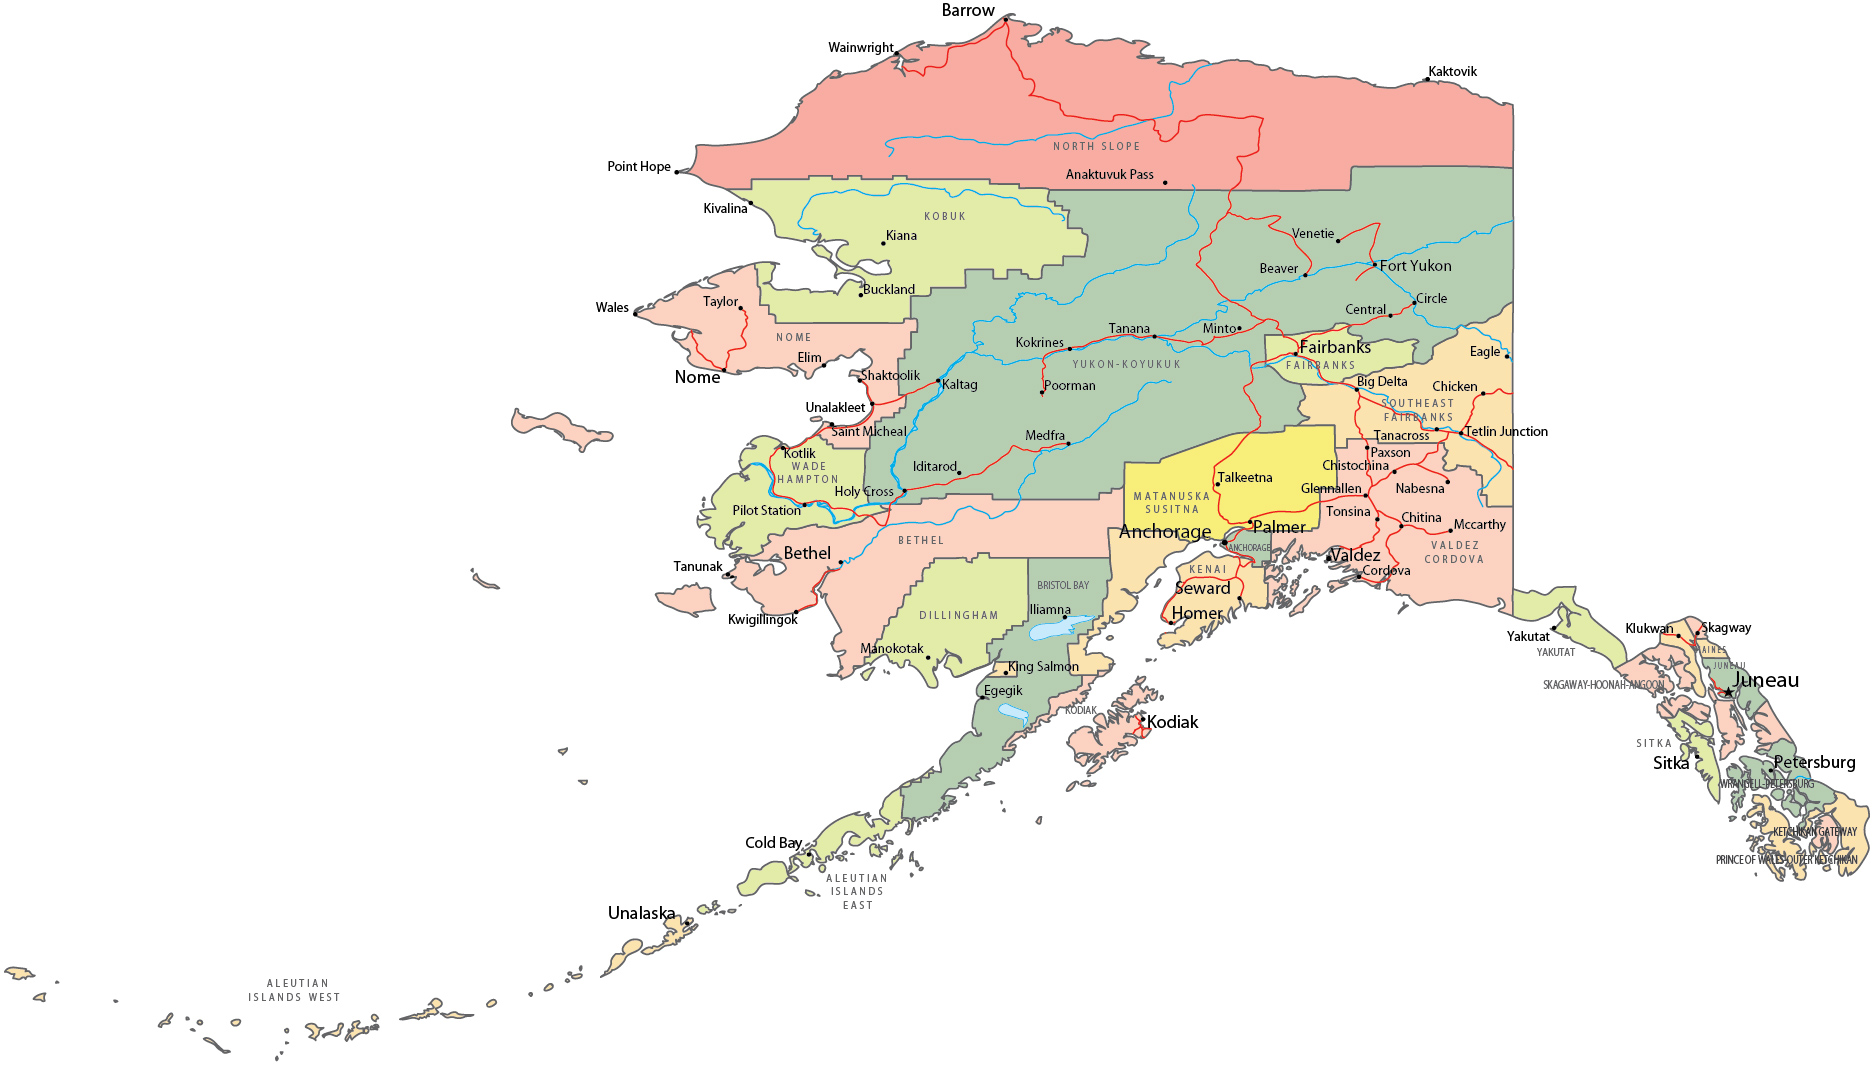 Barrow
Wainwright
Kaktovik
NORTH SLOPE
Point Hope
Anaktuvuk Pass
Kivalina
KOBUK
Kiana
Venetie
Beaver
Fort Yukon
Buckland
Taylor
Wales
Circle
Central
NOME
Tanana
Minto
Kokrines
Fairbanks
Eagle
Elim
YUKON-KOYUKUK
FAIRBANKS
Nome
Shaktoolik
Kaltag
Poorman
Big Delta
Chicken
Unalakleet
SOUTHEAST
FAIRBANKS
Saint Micheal
Medfra
Tanacross
Tetlin Junction
Kotlik
Paxson
WADE
HAMPTON
Iditarod
Chistochina
Talkeetna
Holy Cross
Glennallen
Nabesna
MATANUSKA
SUSITNA
Pilot Station
Tonsina
Chitina
Mccarthy
Anchorage
Palmer
BETHEL
ANCHORAGE
VALDEZ
CORDOVA
Bethel
Valdez
Tanunak
KENAI
Cordova
BRISTOL BAY
Seward
Iliamna
DILLINGHAM
Homer
Kwigillingok
Klukwan
Skagway
Yakutat
YAKUTAT
Manokotak
HAINES
King Salmon
JUNEAU
Juneau
SKAGAWAY-HOONAH-ANGOON
Egegik
KODIAK
Kodiak
SITKA
Sitka
Petersburg
WRANGELL-PETERSBURG
KETCHIKAN GATEWAY
Cold Bay
PRINCE OF WALES-OUTER KETCHIKAN
ALEUTIAN
ISLANDS
EAST
Unalaska
ALEUTIAN
ISLANDS WEST